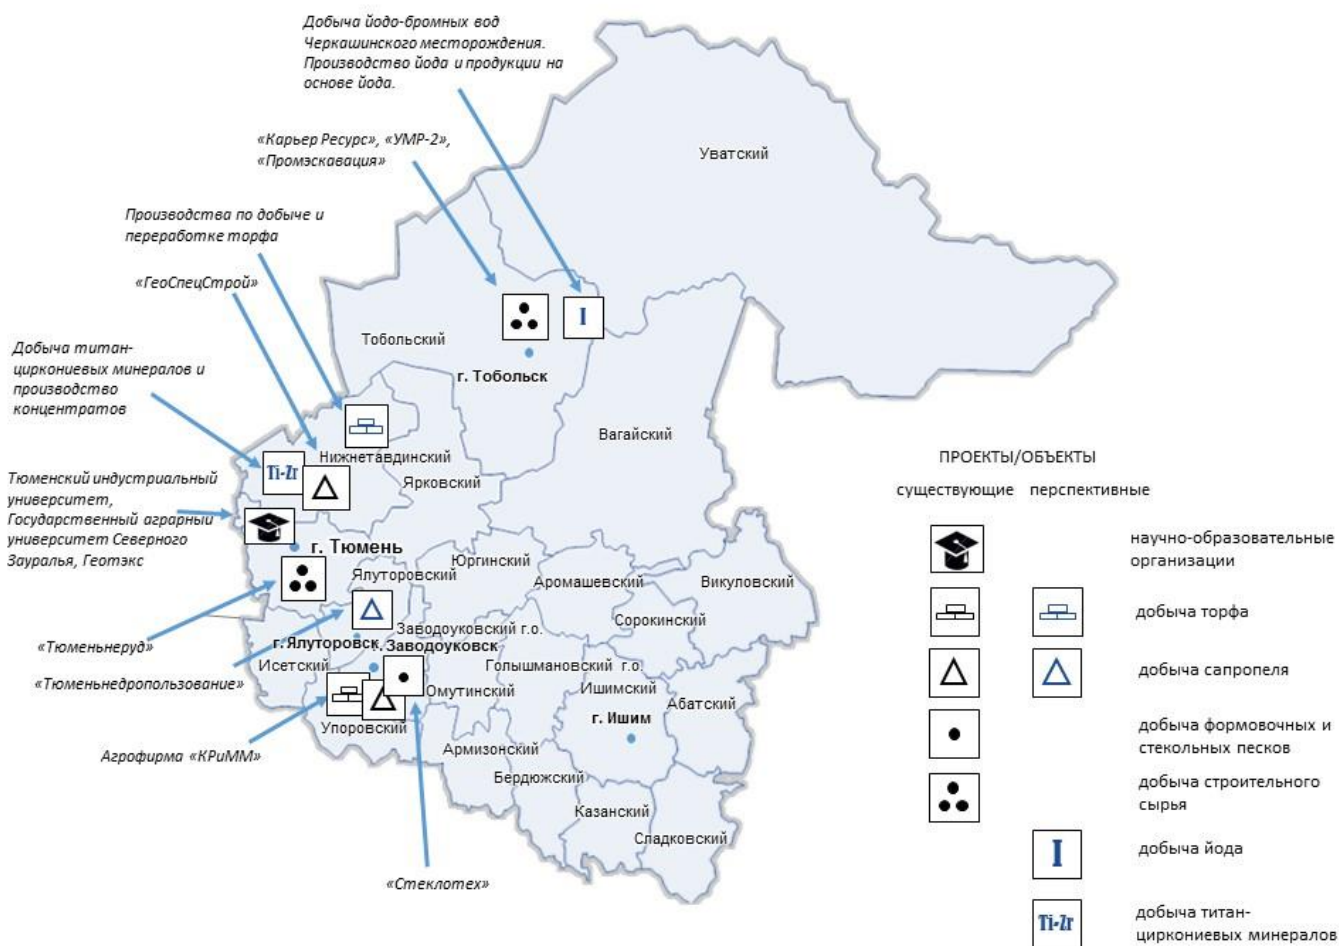 Добыча йодо-бромных вод
Черкашинского месторождения.
Производство йода и продукции на
основе йода.
«Карьер Ресурс», «УМР-2»,
«Промэскавация»
Уватский
Производства по добыче и
переработке торфа
«ГеоСпецСтрой»
I
Тобольский
Добыча титан-
циркониевых минералов и
производство
концентратов
г. Тобольск
Вагайский
Нижнетавдинский
Ti-Zr
Ярковский
Тюменский индустриальный
университет,
Государственный аграрный
университет Северного
Зауралья, Геотэкс
г. Тюмень
Юргинский
Ялуторовский
Аромашевский
Викуловский
Сорокинский
Заводоуковский г.о.
«Тюменьнеруд»
г. Ялуторовск
г. Заводоуковск
Исетский
Голышмановский г.о.
«Тюменьнедропользование»
Омутинский
Ишимский
Абатский
г. Ишим
Упоровский
Агрофирма «КРиММ»
Армизонский
Бердюжский
Казанский
Сладковский
«Стеклотех»
ПРОЕКТЫ/ОБЪЕКТЫ
существующие перспективные
научно-образовательные
организации
добыча торфа
добыча сапропеля
добыча формовочных и
стекольных песков
добыча строительного
сырья
I
добыча йода
Ti-Zr
добыча титан-
циркониевых минералов